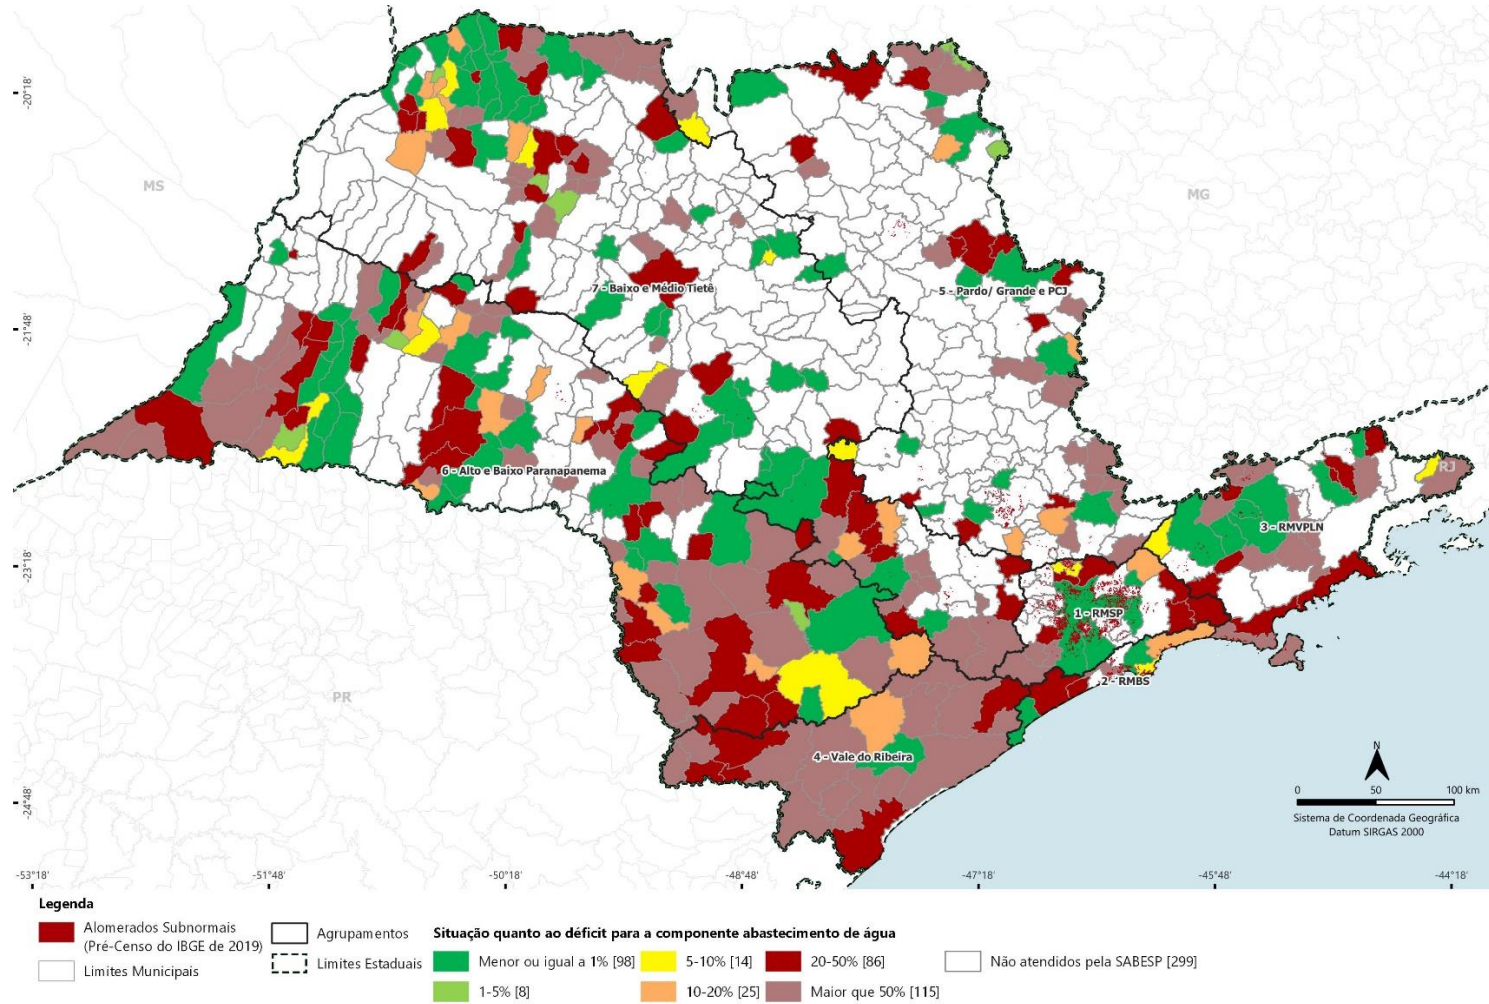 -20°18'
-21°48'
-23°18'
-24°48'
MS
MG
PR
RJ
7 - Baixo e Médio Tietê
5 - Pardo/ Grande e PCJ
6 - Alto e Baixo Paranapanema
3 - RMVPLN
1 - RMSP
2 - RMBS
4 - Vale do Ribeira
N
0 50 100 km
Sistema de Coordenada Geográfica
Datum SIRGAS 2000
-53°18' -51°48' -50°18' -48°48' -47°18' -45°48' -44°18'
Legenda
Alomerados Subnormais
(Pré-Censo do IBGE de 2019)
Limites Municipais
Agrupamentos
Limites Estaduais
Situação quanto ao déficit para a componente abastecimento de água
Menor ou igual a 1% [98] 5-10% [14] 20-50% [86] Não atendidos pela SABESP [299]
1-5% [8] 10-20% [25] Maior que 50% [115]